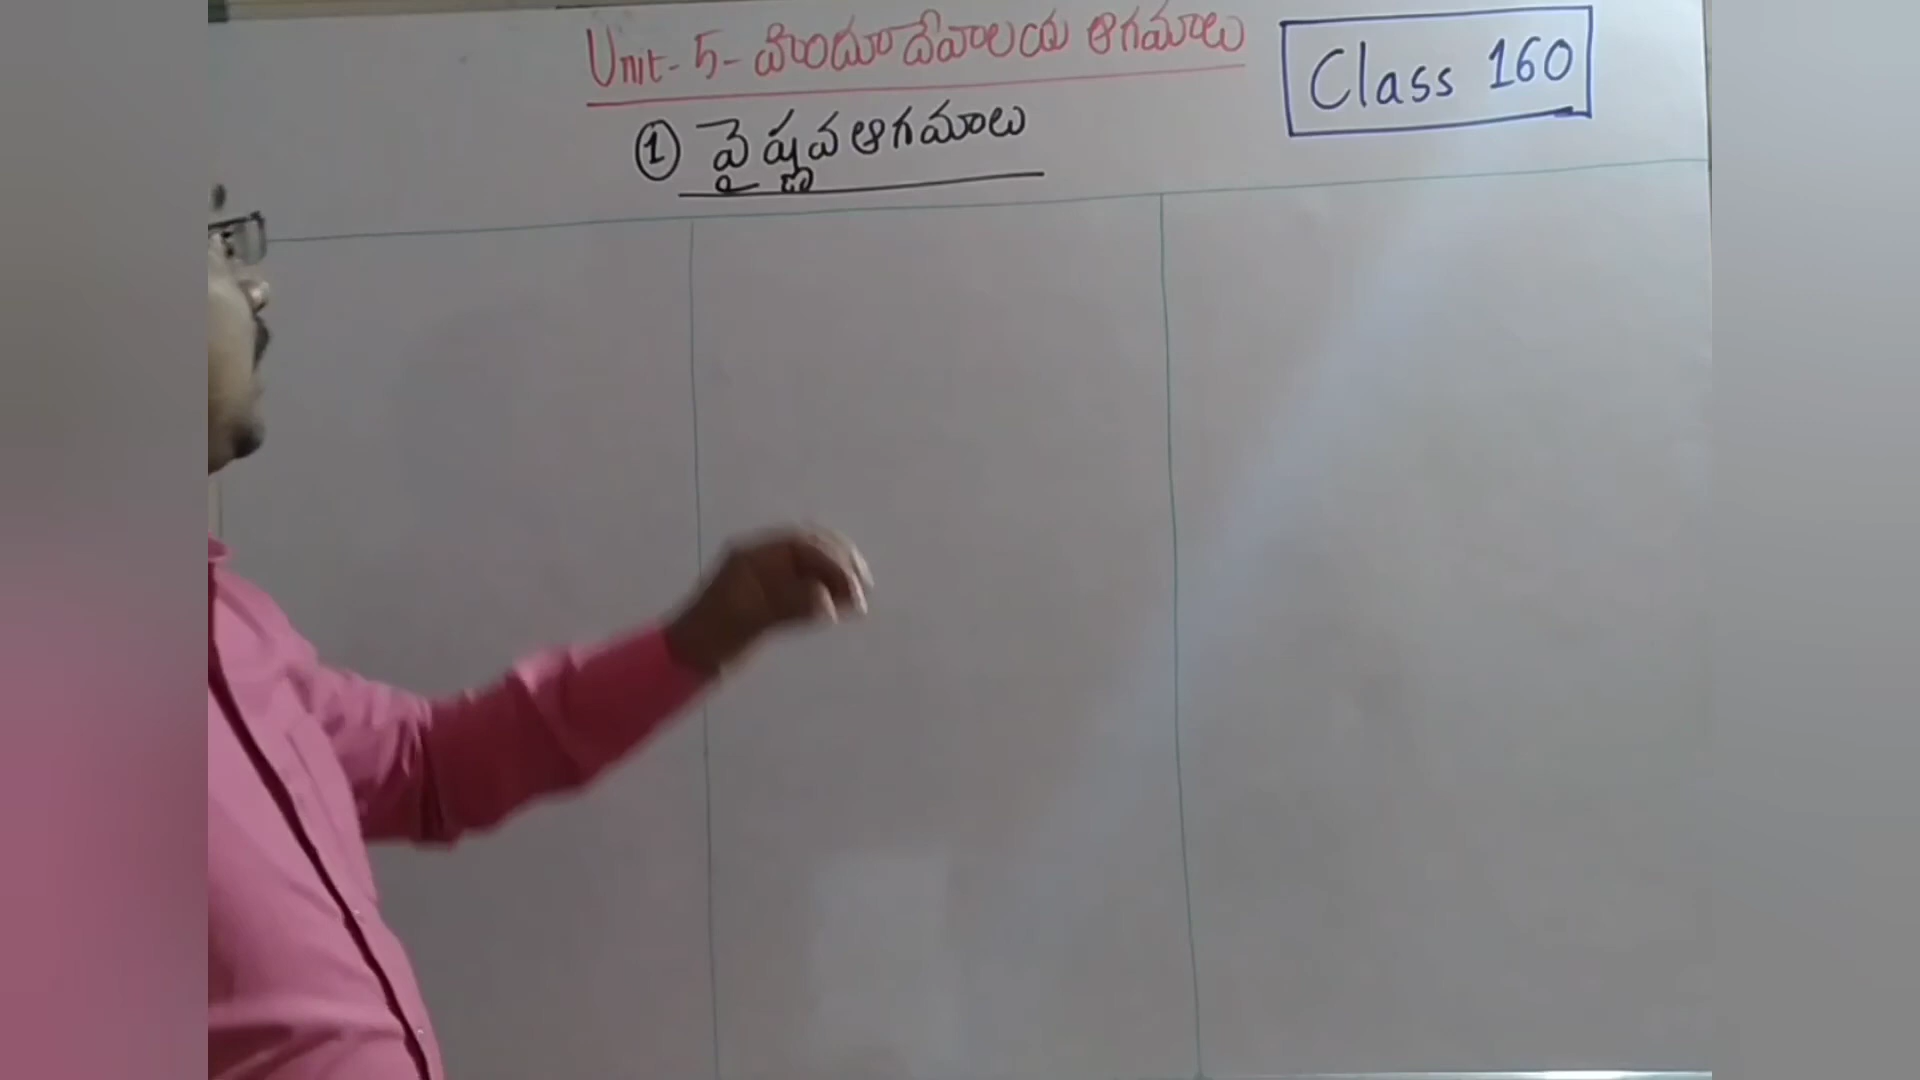 Unit - 5 - హిందూ దేవాలయ ఆగమాలు
Class 160
① వైష్ణవ ఆగమాలు